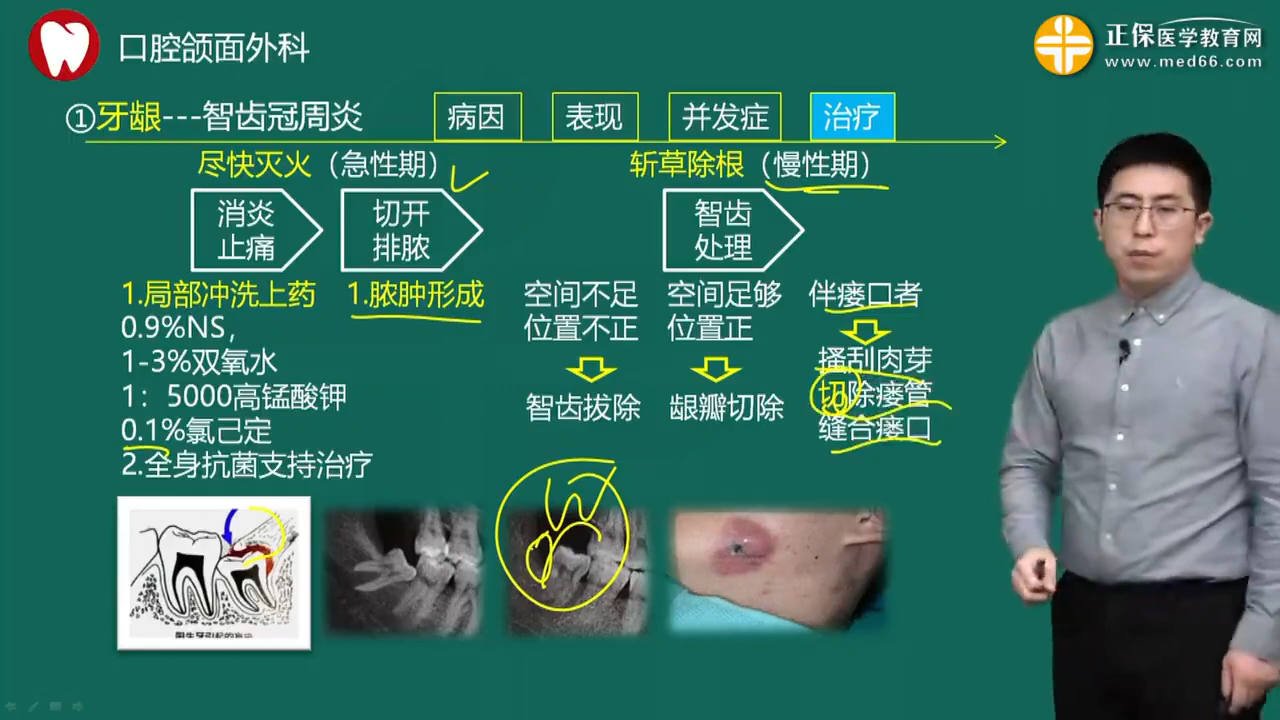 口腔颌面外科
正保医学教育网
www.med66.com
①牙龈---智齿冠周炎
病因
表现
并发症
治疗
尽快灭火（急性期）
斩草除根（慢性期）
消炎
止痛
切开
排脓
智齿
处理
1.局部冲洗上药
0.9%NS，
1-3%双氧水
1：5000高锰酸钾
0.1%氯己定
2.全身抗菌支持治疗
1.脓肿形成
空间不足
位置不正
智齿拔除
空间足够
位置正
龈瓣切除
伴瘘口者
搔刮肉芽
切除瘘管
缝合瘘口